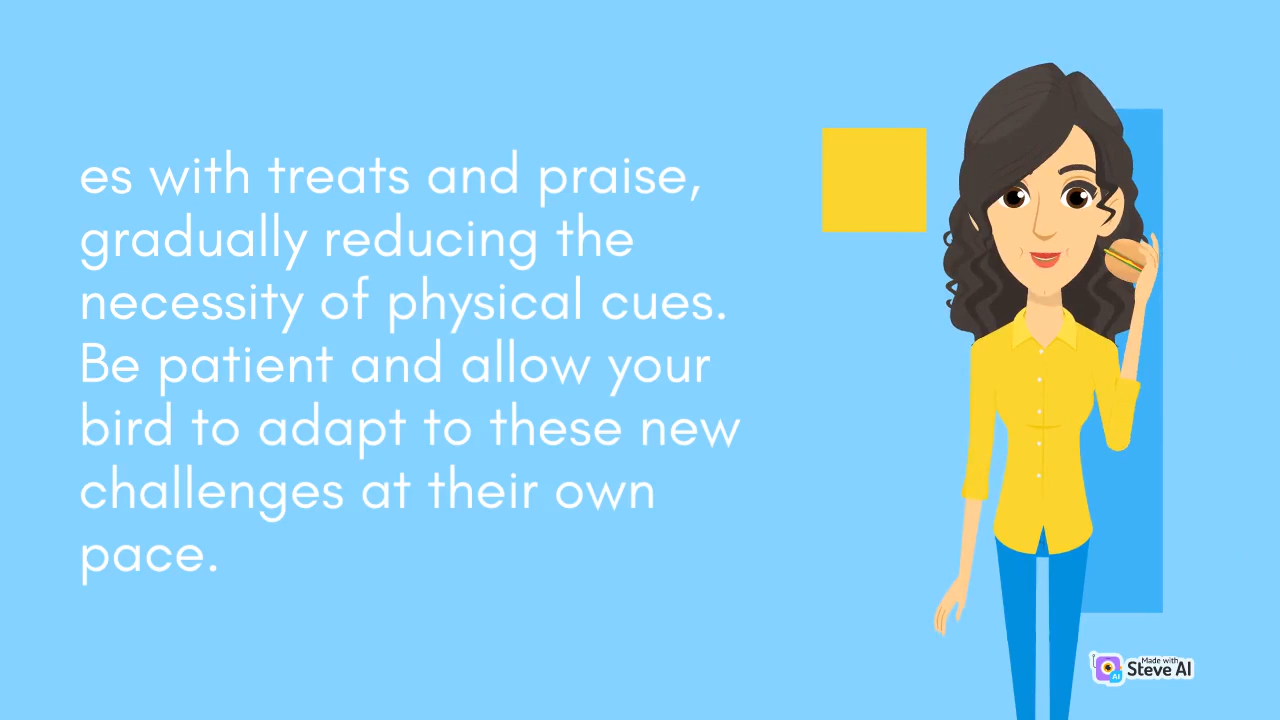 es with treats and praise,
gradually reducing the
necessity of physical cues.
Be patient and allow your
bird to adapt to these new
challenges at their own
pace.
Made with
Steve AI
AI